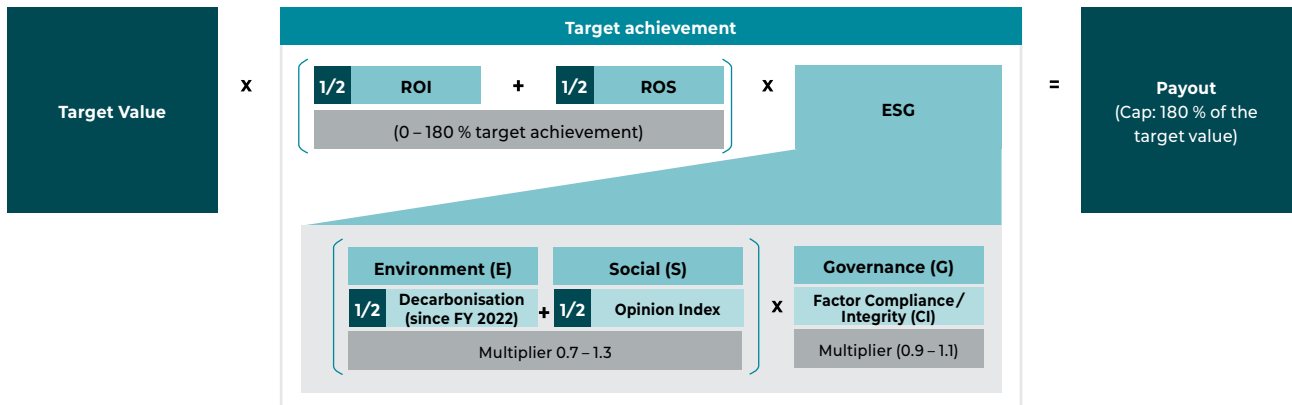 Target achievement
Target Value
x
1/2 ROI
+
1/2 ROS
(0 – 180 % target achievement)
x
ESG
=
Payout
(Cap: 180 % of the
target value)
Environment (E)
1/2 Decarbonisation
(since FY 2022)
+
Social (S)
1/2 Opinion Index
Multiplier 0.7 – 1.3
x
Governance (G)
Factor Compliance/
Integrity (CI)
Multiplier (0.9 – 1.1)